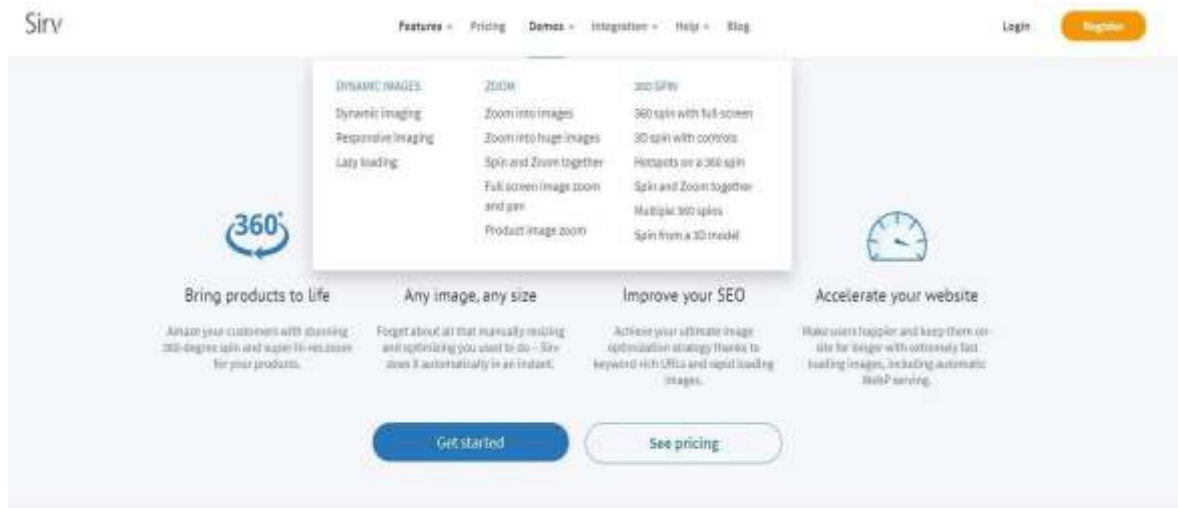 Sirv
Features Pricing Demos Integration Help Blog
Login Register
DYNAMIC IMAGES
Dynamic imaging
Responsive imaging
Lazy loading
ZOOM
Zoom into images
Zoom into huge images
Spin and Zoom together
Full screen image zoom
and pan
Product image zoom
360 SPIN
360 spin with full-screen
3D spin with controls
Hotspots on a 360 spin
Spin and Zoom together
Multiple 360 spins
Spin from a 3D model
360°
Bring products to life
Amaze your customers with stunning
360-degree spin and super hi-res zoom
for your products.
Any image, any size
Forget about all that manually resizing
and optimizing you used to do – Sirv
does it automatically in an instant.
Improve your SEO
Achieve your ultimate image
optimization strategy thanks to
keyword-rich URLs and rapid loading
images.
Accelerate your website
Make users happier and keep them on-
site for longer with extremely fast
loading images, including automatic
WebP serving.
Get started
See pricing